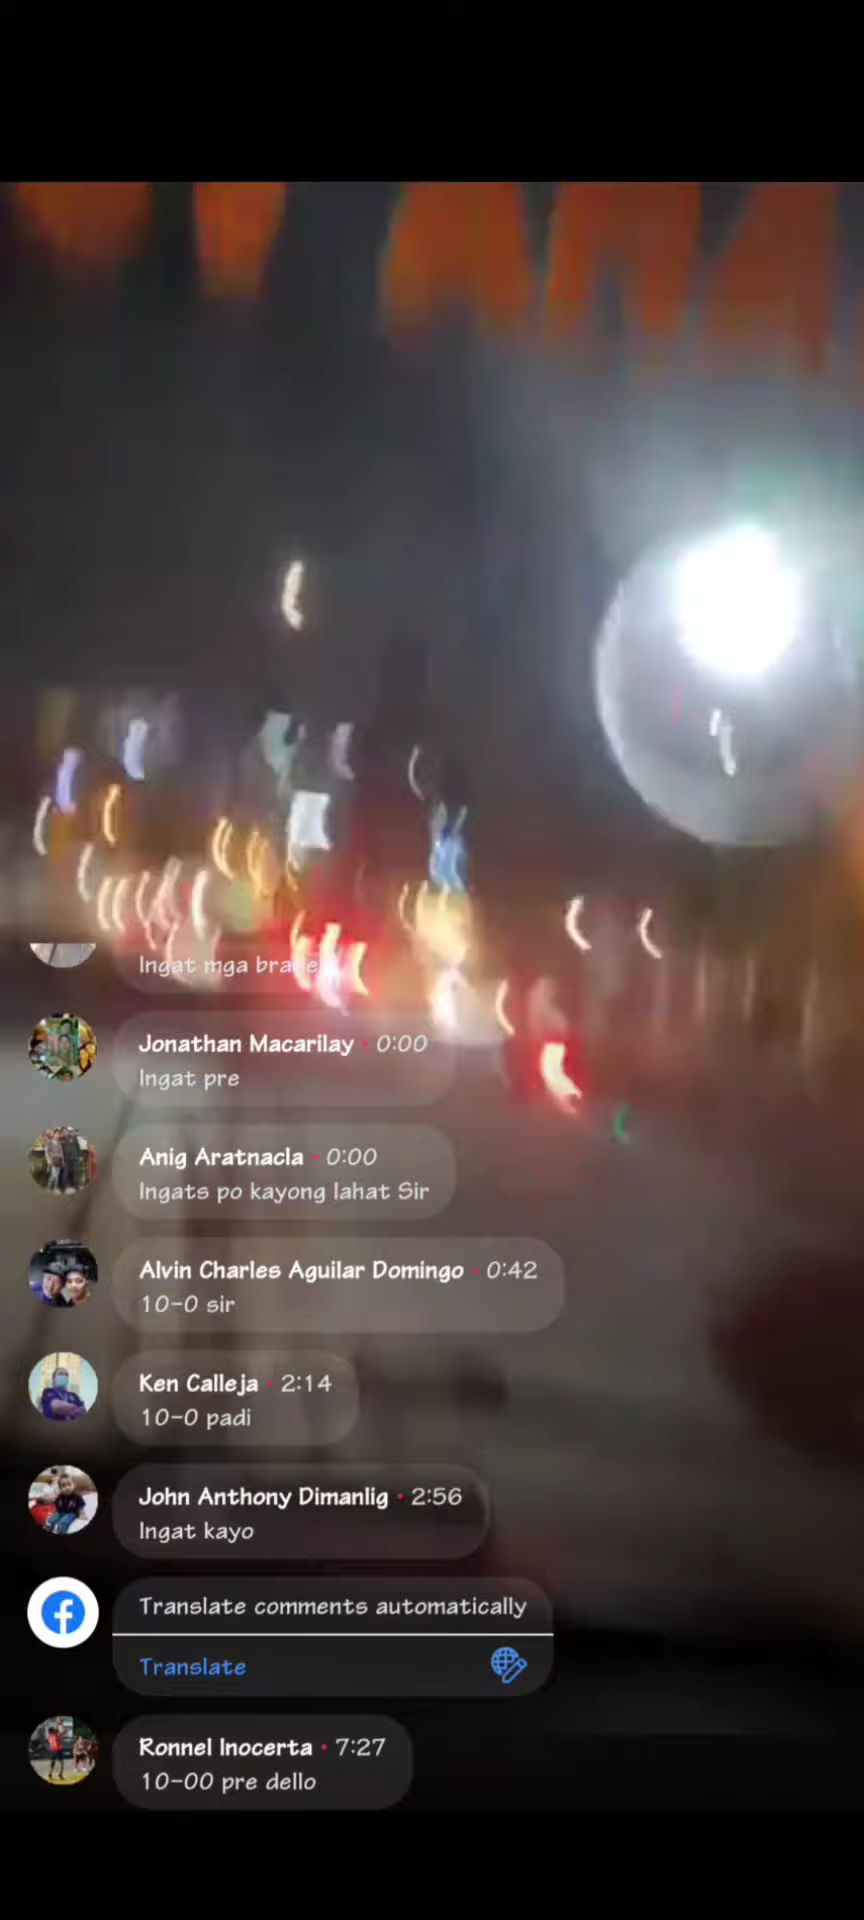 Ingat mga
Jonathan Macarilay • 0:00
Ingat pre
Anig Aratnacla • 0:00
Ingats po kayong lahat Sir
Alvin Charles Aguilar Domingo • 0:42
10-0 sir
Ken Calleja • 2:14
10-0 padi
John Anthony Dimanlig • 2:56
Ingat kayo
Translate comments automatically
Translate
Ronnel Inocerta • 7:27
10-00 pre dello